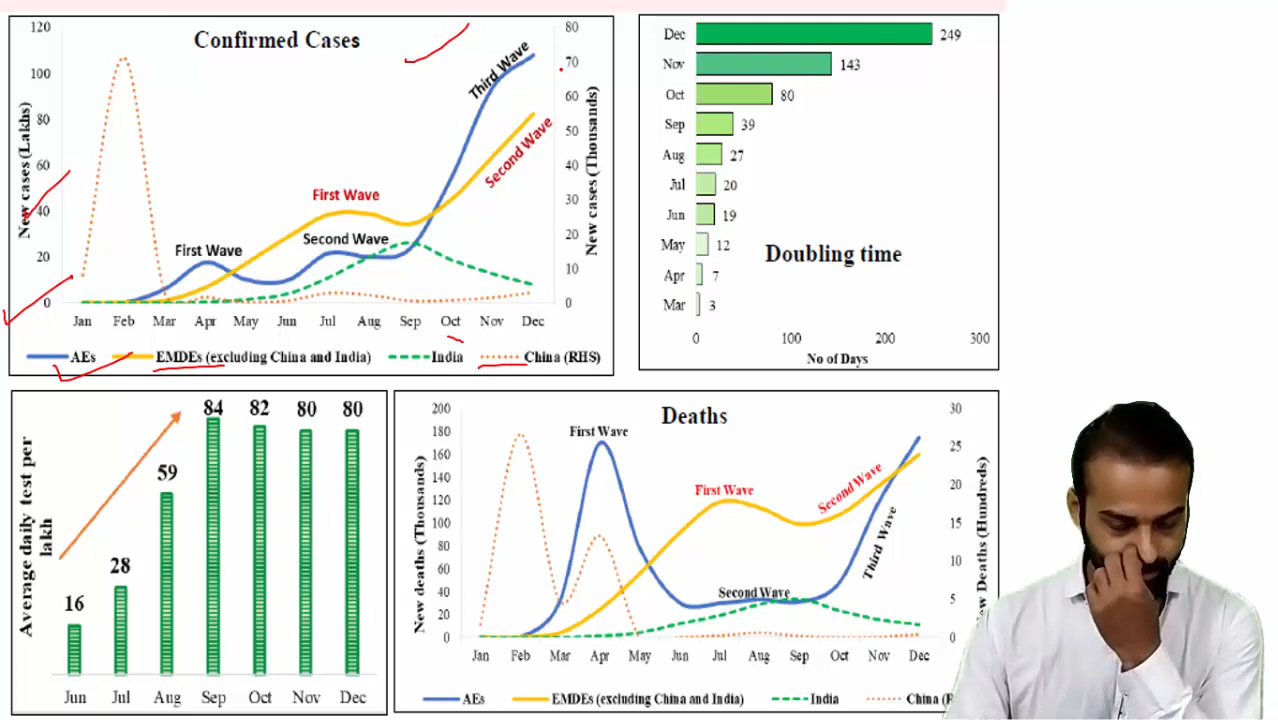 Confirmed Cases
120
100
80
60
40
20
0
New cases (Lakhs)
80
70
60
50
40
30
20
10
0
New cases (Thousands)
Third Wave
Second Wave
First Wave
Second Wave
First Wave
Jan Feb Mar Apr May Jun Jul Aug Sep Oct Nov Dec
AEs EMDEs (excluding China and India) India China (RHS)
Dec 249
Nov 143
Oct 80
Sep 39
Aug 27
Jul 20
Jun 19
May 12
Apr 7
Mar 3
Doubling time
0 100 200 300
No of Days
Average daily test per
lakh
16 28 59 84 82 80 80
Jun Jul Aug Sep Oct Nov Dec
Deaths
200
180
160
140
120
100
80
60
40
20
0
New deaths (Thousands)
30
25
20
15
10
5
0
Deaths (Hundreds)
First Wave
First Wave
Second Wave
Second Wave
Third Wave
Jan Feb Mar Apr May Jun Jul Aug Sep Oct Nov Dec
AEs EMDEs (excluding China and India) India China (